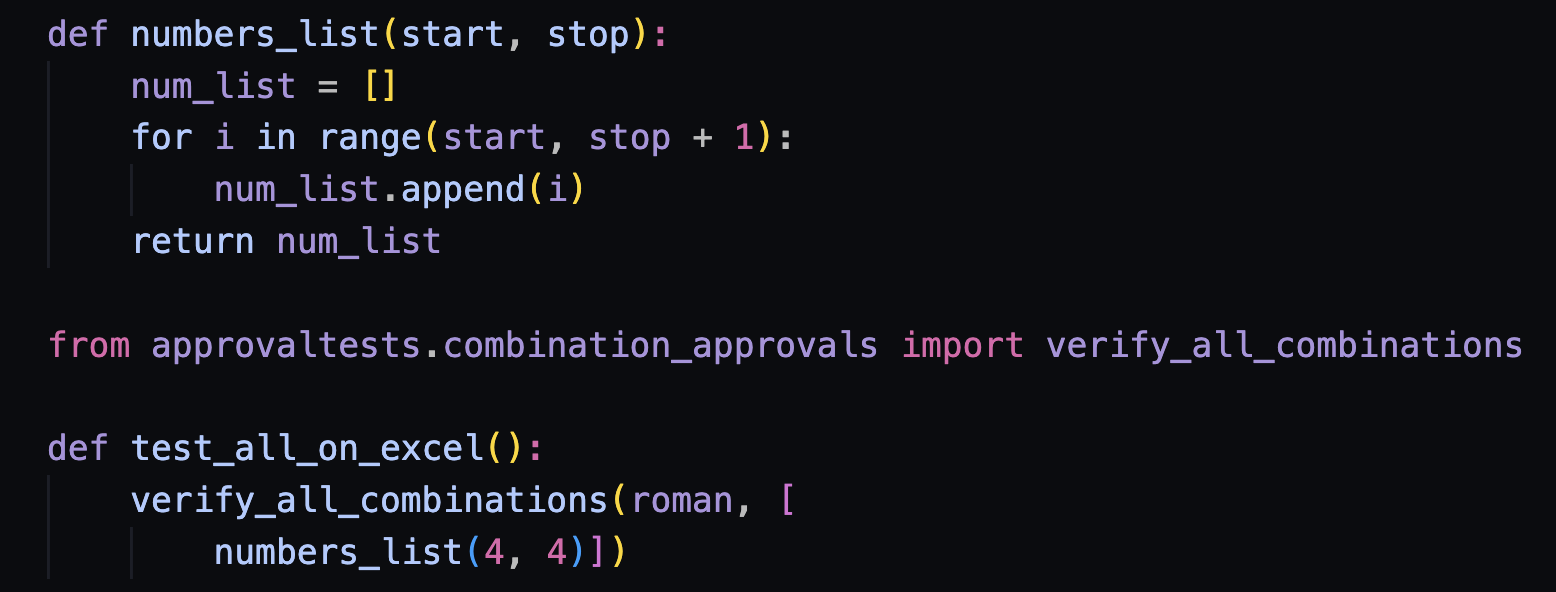 def numbers_list(start, stop):
    num_list = []
    for i in range(start, stop + 1):
        num_list.append(i)
    return num_list

from approvaltests.combination_approvals import verify_all_combinations

def test_all_on_excel():
    verify_all_combinations(roman, [
        numbers_list(4, 4)])